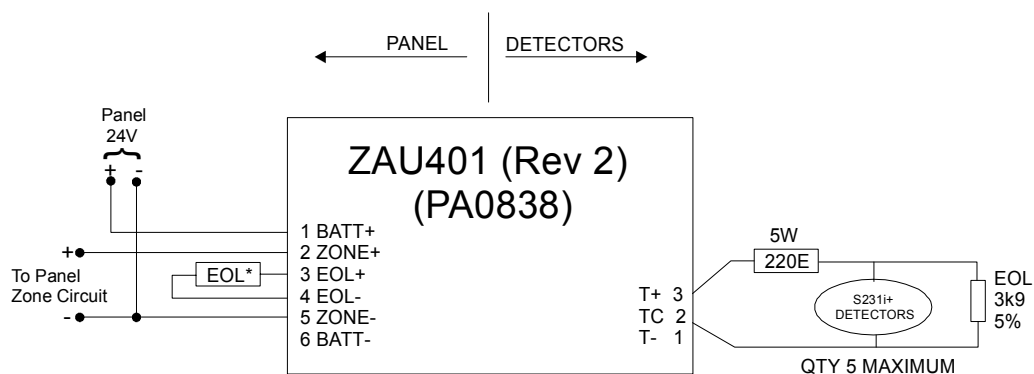 PANEL
DETECTORS
Panel
24V
+ -
ZAU401 (Rev 2)
(PA0838)
1 BATT+
2 ZONE+
3 EOL+
4 EOL-
5 ZONE-
6 BATT-
+
To Panel
Zone Circuit
-
EOL*
T+ 3
TC 2
T- 1
5W
220E
S231i+
DETECTORS
EOL
3k9
5%
QTY 5 MAXIMUM